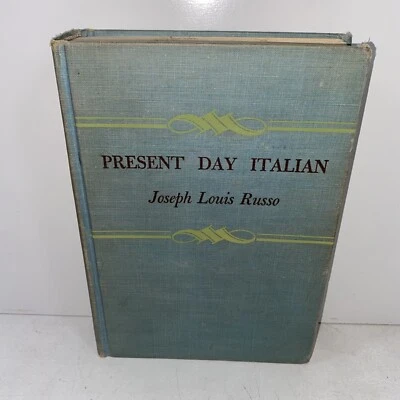 PRESENT DAY ITALIAN
Joseph Louis Russo